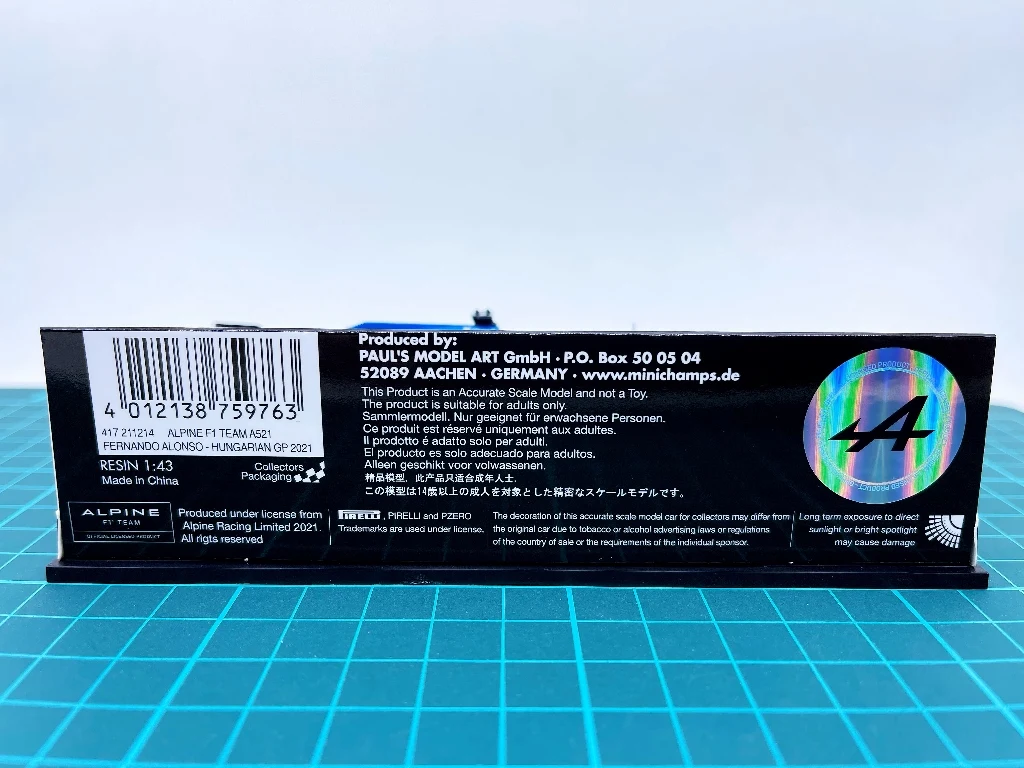 4 012138 759763
417 211214 ALPINE F1 TEAM A521
FERNANDO ALONSO - HUNGARIAN GP 2021
RESIN 1:43
Made in China
Collectors
Packaging
Produced by:
PAUL'S MODEL ART GmbH · P.O. Box 50 05 04
52089 AACHEN · GERMANY · www.minichamps.de
This Product is an Accurate Scale Model and not a Toy.
The product is suitable for adults only.
Sammlermodell. Nur geeignet für erwachsene Personen.
Ce produit est réservé uniquement aux adultes.
Il prodotto é adatto solo per adulti.
El producto es solo adecuado para adultos.
Alleen geschikt voor volwassenen.
精品模型，此产品只适合成年人士.
この模型は14歳以上の成人を対象とした精密なスケールモデルです。
ALPINE
F1 TEAM
OFFICIAL LICENSED PRODUCT
Produced under license from
Alpine Racing Limited 2021.
All rigts reserved
PIRELLI, PIRELLI and PZERO
Trademarks are used under license.
The decoration of this accurate scale model car for collectors may differ from
the original car due to tobacco or alcohol advertising laws or regulations
of the country of sale or the requirements of the individual sponsor.
Long term exposure to direct
sunlight or bright spotlight
may cause damage
A